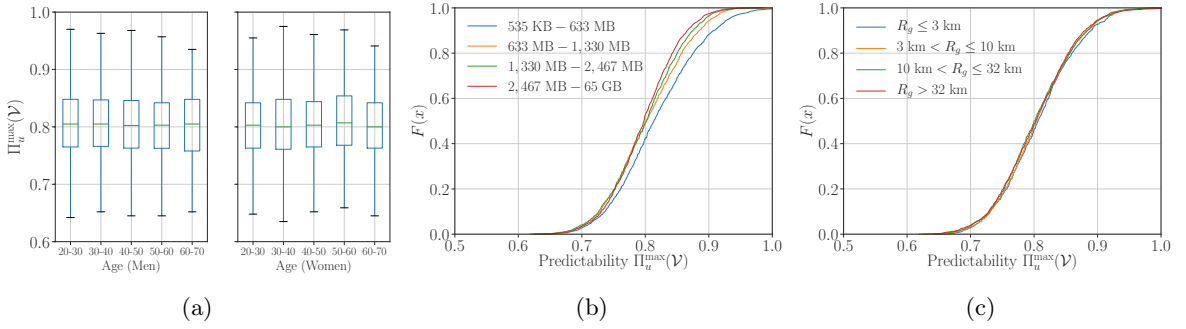 1.0
0.9
0.8
0.7
0.6
Π_u^max(𝒱)
20-30 30-40 40-50 50-60 60-70
Age (Men)
20-30 30-40 40-50 50-60 60-70
Age (Women)
(a)
1.0
0.8
0.6
0.4
0.2
0.0
F(x)
535 KB − 633 MB
633 MB − 1,330 MB
1,330 MB − 2,467 MB
2,467 MB − 65 GB
0.5 0.6 0.7 0.8 0.9 1.0
Predictability Π_u^max(𝒱)
(b)
1.0
0.8
0.6
0.4
0.2
0.0
F(x)
R_g ≤ 3 km
3 km < R_g ≤ 10 km
10 km < R_g ≤ 32 km
R_g > 32 km
0.5 0.6 0.7 0.8 0.9 1.0
Predictability Π_u^max(𝒱)
(c)